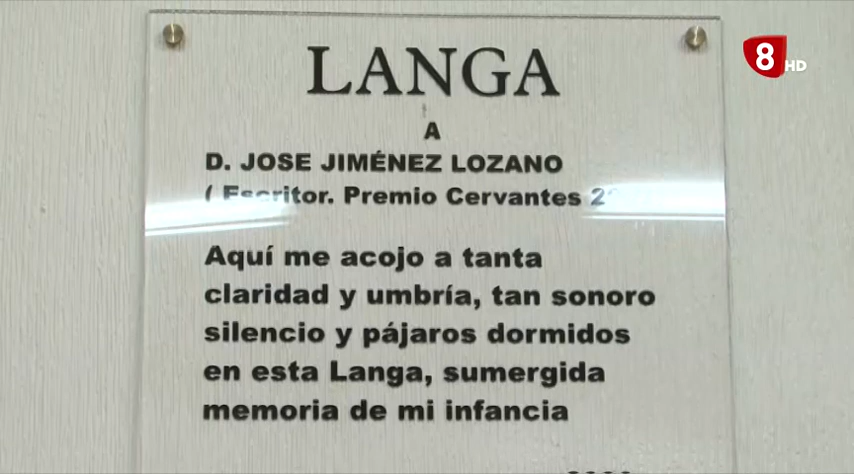 LANGA
A
D. JOSE JIMÉNEZ LOZANO
( Escritor. Premio Cervantes
Aquí me acojo a tanta
claridad y umbría, tan sonoro
silencio y pájaros dormidos
en esta Langa, sumergida
memoria de mi infancia
8 HD